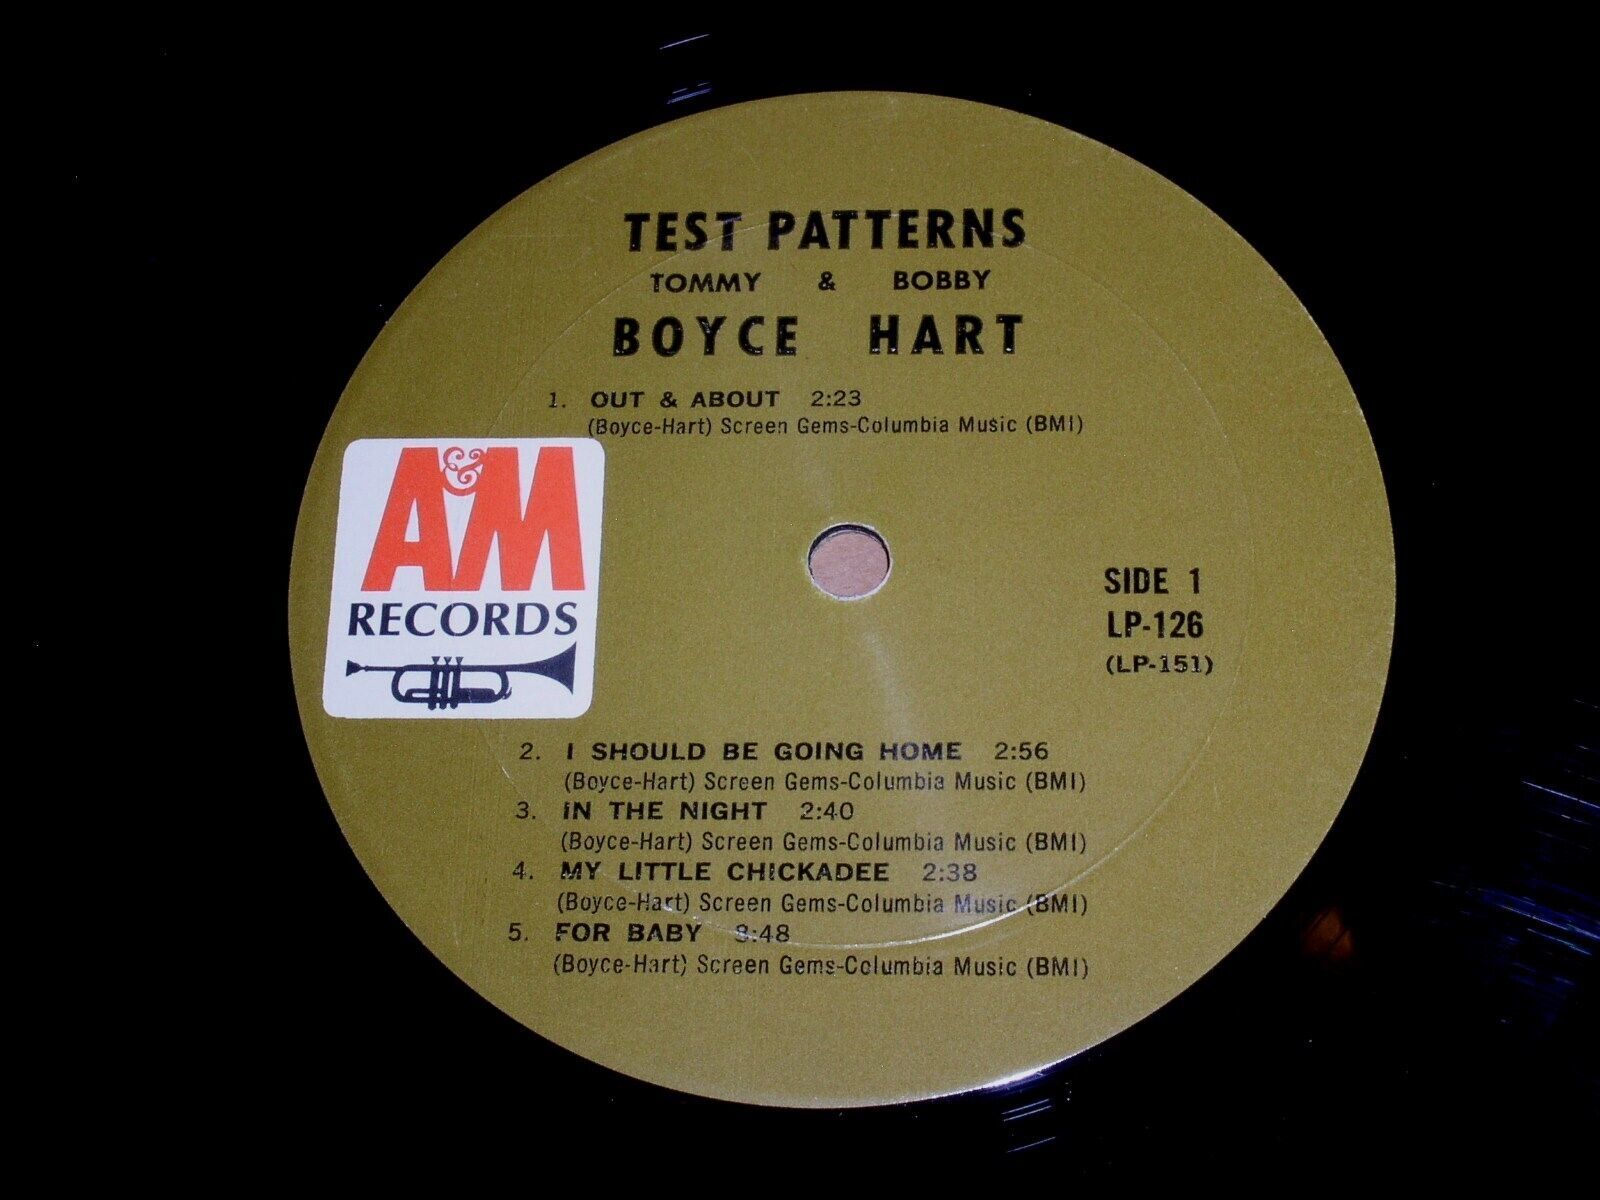 TEST PATTERNS
TOMMY & BOBBY
BOYCE HART
1. OUT & ABOUT 2:23
(Boyce-Hart) Screen Gems-Columbia Music (BMI)
A&M
RECORDS
SIDE 1
LP-126
(LP-151)
2. I SHOULD BE GOING HOME 2:56
(Boyce-Hart) Screen Gems-Columbia Music (BMI)
3. IN THE NIGHT 2:40
(Boyce-Hart) Screen Gems-Columbia Music (BMI)
4. MY LITTLE CHICKADEE 2:38
(Boyce-Hart) Screen Gems-Columbia Music (BMI)
5. FOR BABY 3:48
(Boyce-Hart) Screen Gems-Columbia Music (BMI)